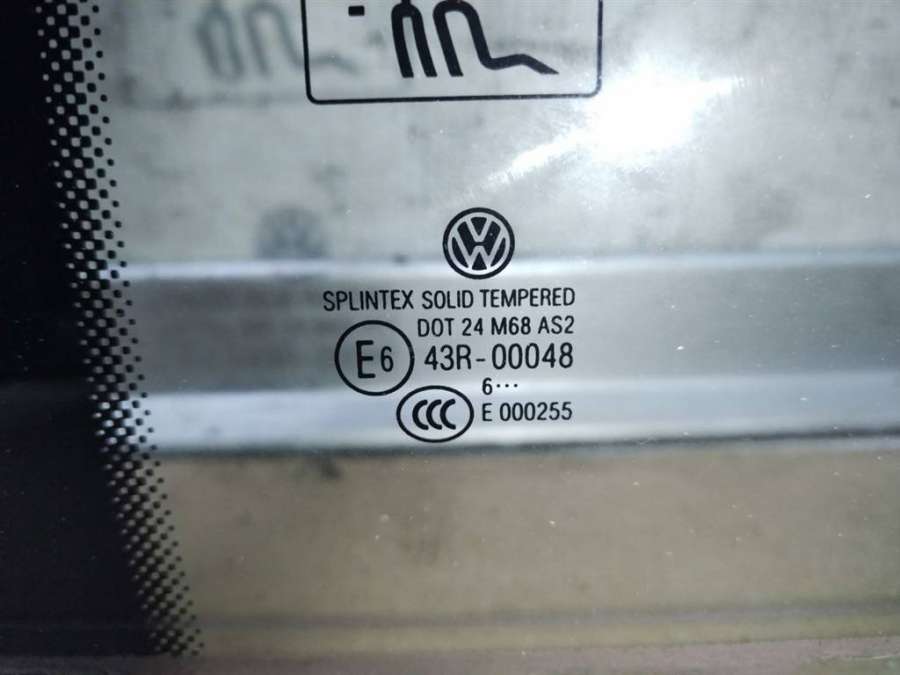 SPLINTEX SOLID TEMPERED
DOT 24 M68 AS2
E6 43R-00048
6···
CCC E 000255